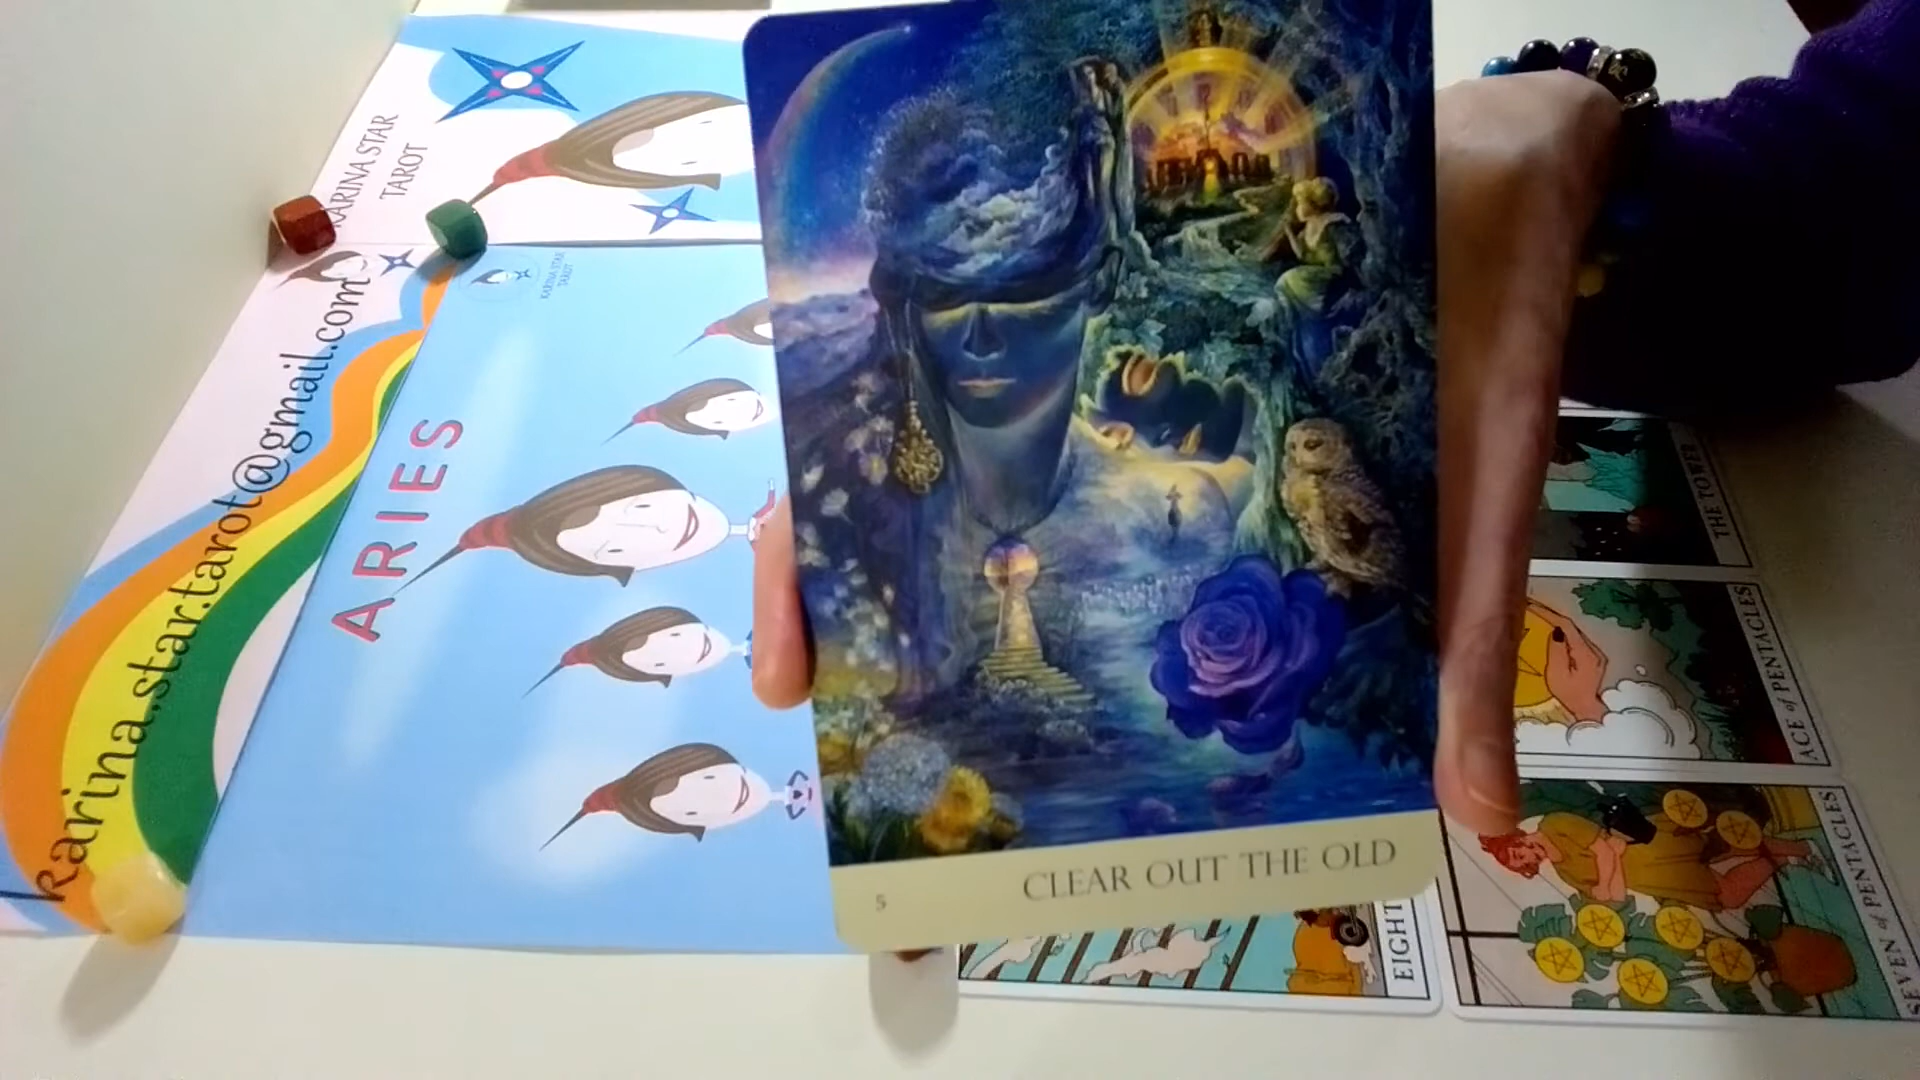 KARINA STAR
TAROT
karina.star.tarot@gmail.com
KARINA STAR
TAROT
ARIES
5
CLEAR OUT THE OLD
THE TOWER
ACE of PENTACLES
SEVEN of PENTACLES
EIGHT